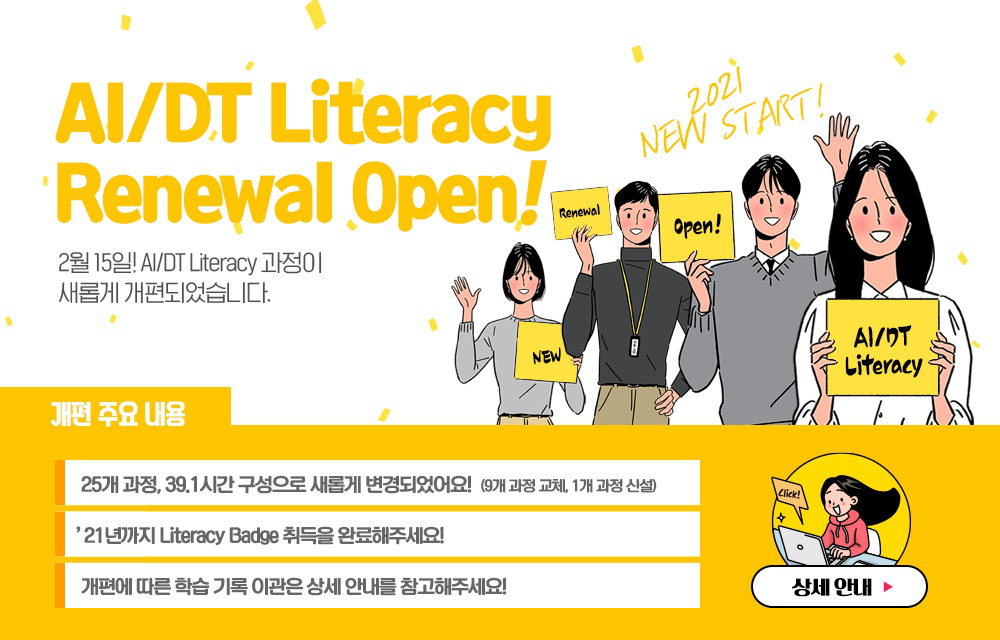 AI/DT Literacy
Renewal Open!
2021
NEW START!
2월 15일! AI/DT Literacy 과정이
새롭게 개편되었습니다.
Renewal
Open!
NEW
AI/DT
Literacy
개편 주요 내용
25개 과정, 39.1시간 구성으로 새롭게 변경되었어요! (9개 과정 교체, 1개 과정 신설)
’21년까지 Literacy Badge 취득을 완료해주세요!
개편에 따른 학습 기록 이관은 상세 안내를 참고해주세요!
Click!
상세 안내